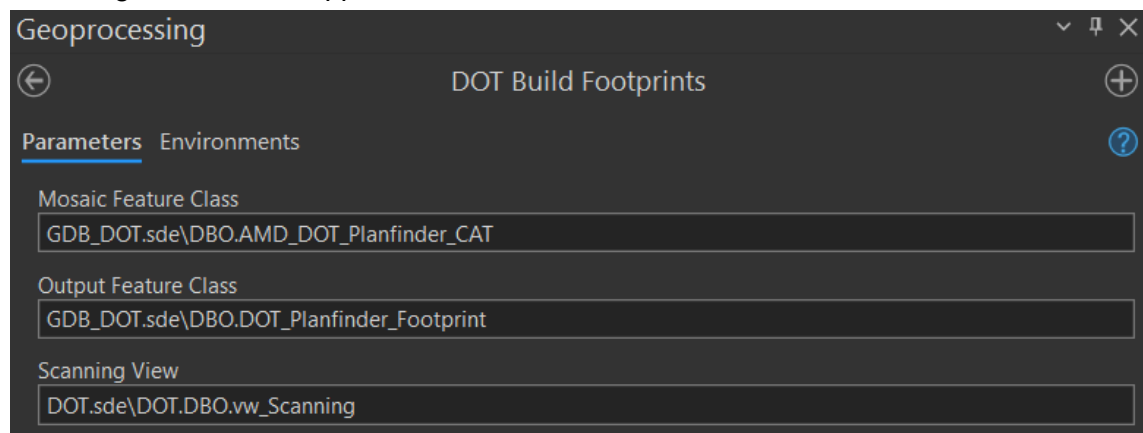 Geoprocessing
DOT Build Footprints
Parameters Environments
Mosaic Feature Class
GDB_DOT.sde\DBO.AMD_DOT_Planfinder_CAT
Output Feature Class
GDB_DOT.sde\DBO.DOT_Planfinder_Footprint
Scanning View
DOT.sde\DOT.DBO.vw_Scanning